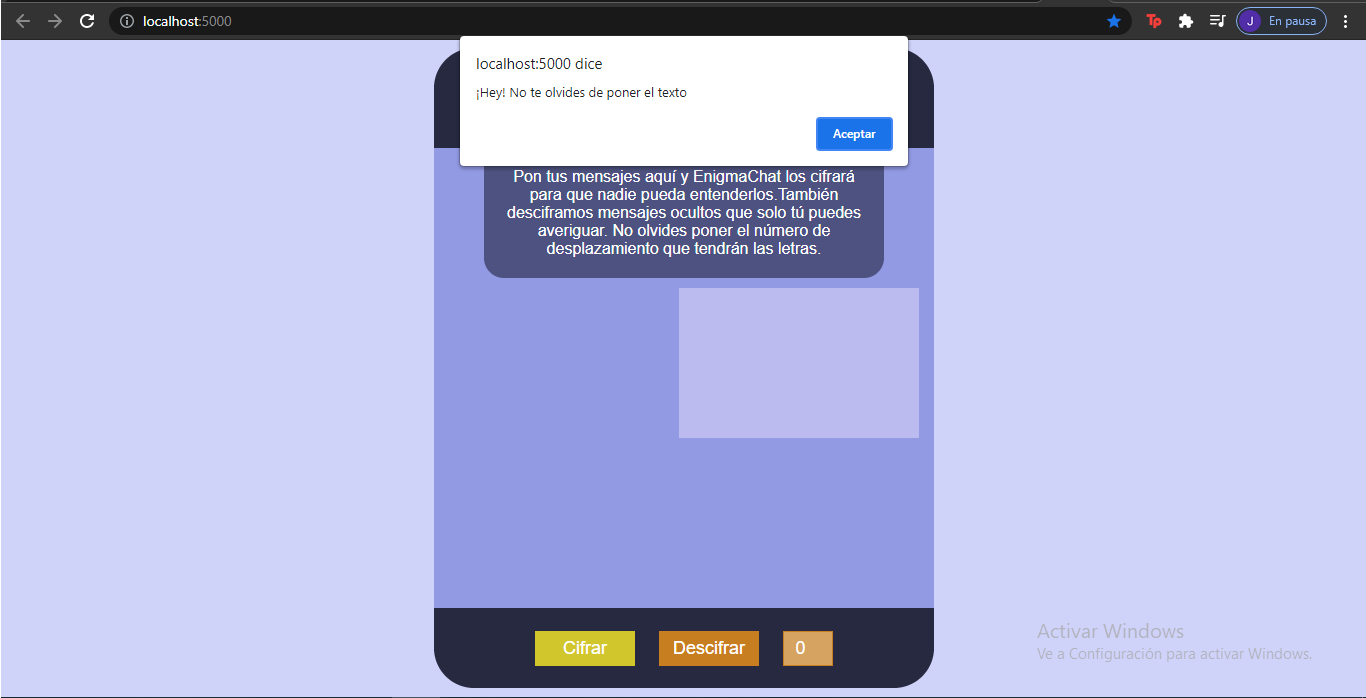 localhost:5000
Tp
J
En pausa
localhost:5000 dice
¡Hey! No te olvides de poner el texto
Aceptar
Pon tus mensajes aquí y EnigmaChat los cifrará
para que nadie pueda entenderlos.También
desciframos mensajes ocultos que solo tú puedes
averiguar. No olvides poner el número de
desplazamiento que tendrán las letras.
Cifrar
Descifrar
0
Activar Windows
Ve a Configuración para activar Windows.